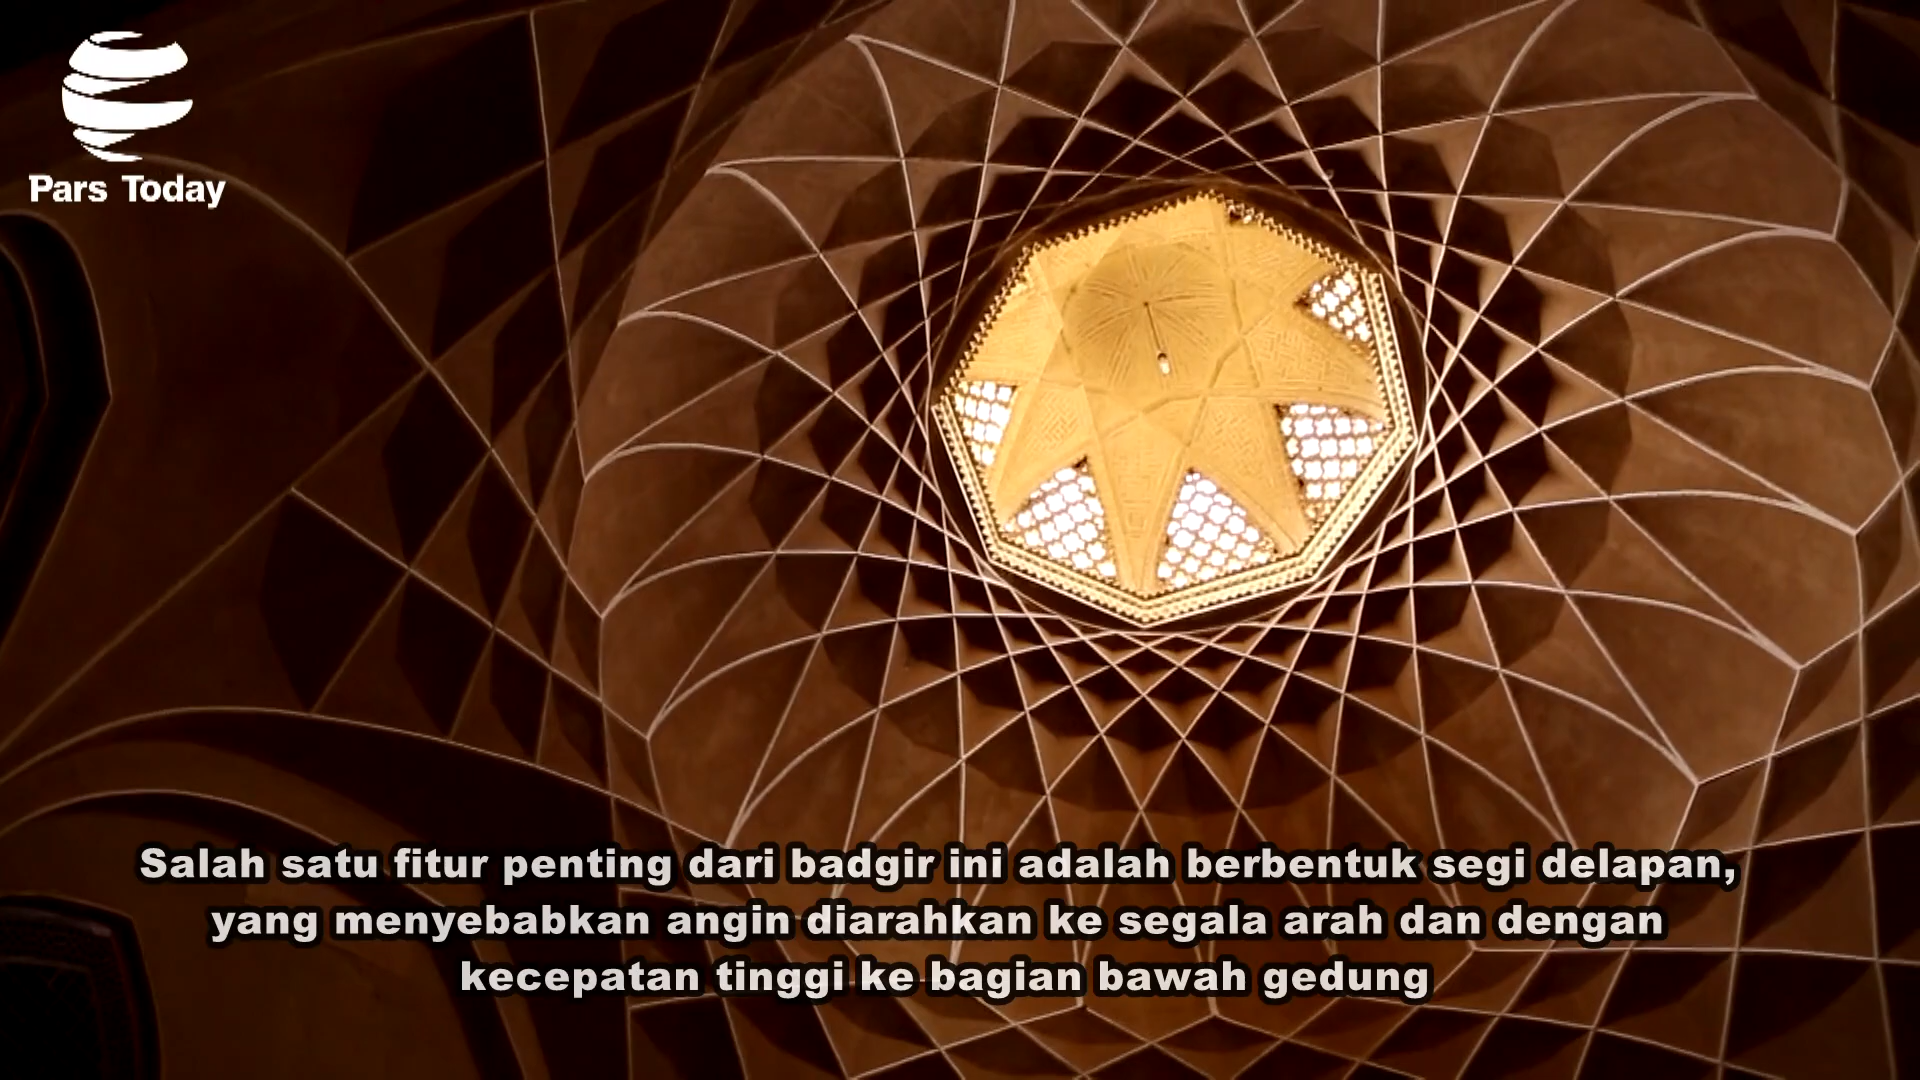 Pars Today
Salah satu fitur penting dari badgir ini adalah berbentuk segi delapan,
yang menyebabkan angin diarahkan ke segala arah dan dengan
kecepatan tinggi ke bagian bawah gedung